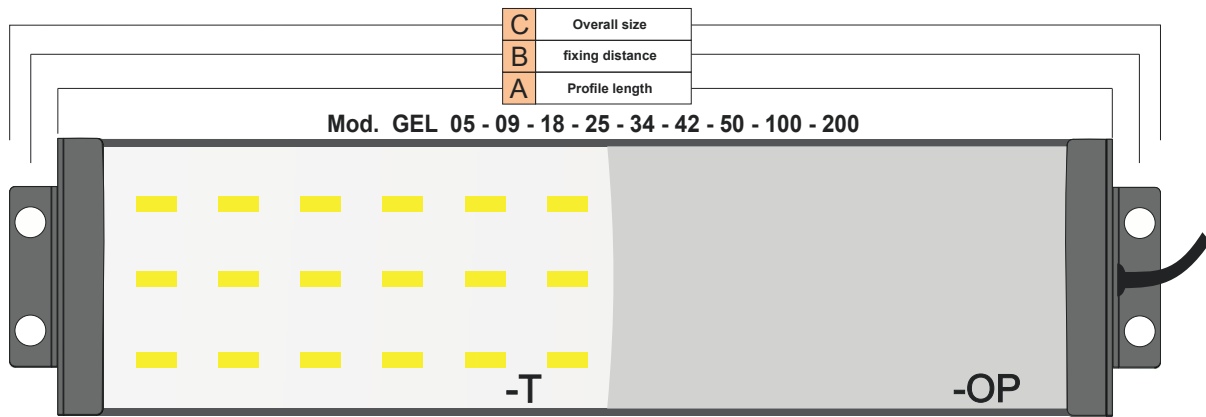 C Overall size
B fixing distance
A Profile length
Mod. GEL 05 - 09 - 18 - 25 - 34 - 42 - 50 - 100 - 200
-T
-OP